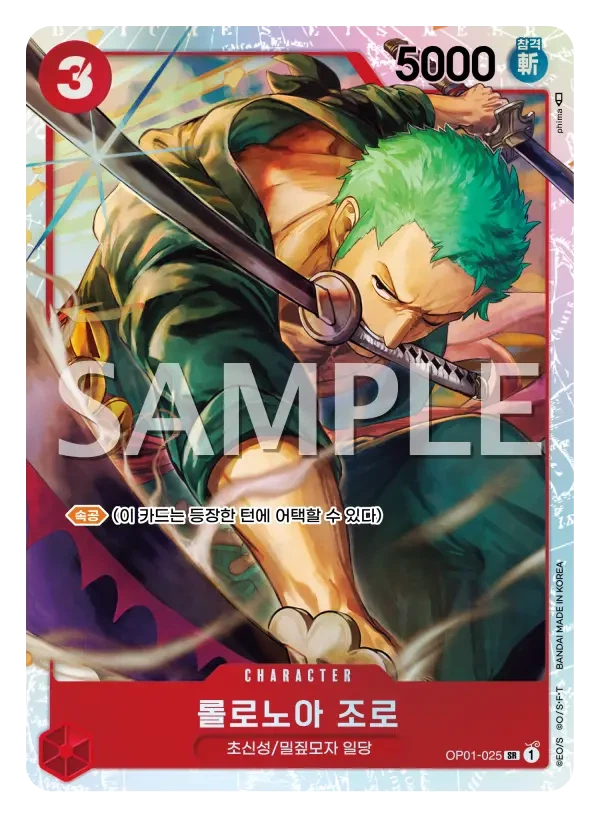 3
5000
참격
斬
phima
SAMPLE
속공 (이 카드는 등장한 턴에 어택할 수 있다)
CHARACTER
롤로노아 조로
초신성/밀짚모자 일당
OP01-025 SR 1
©EO/S ©O/S·F·T BANDAI MADE IN KOREA